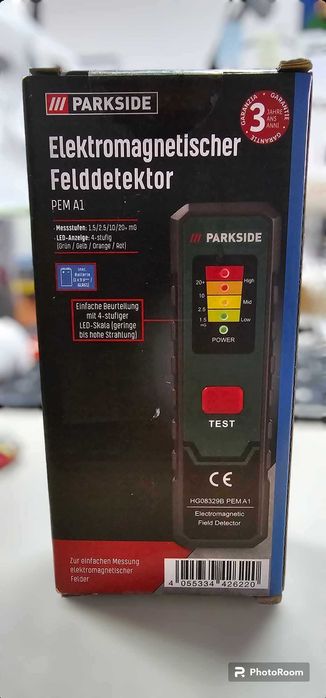 /// PARKSIDE
GARANZIA • GARANTIE • GARANTIE
3 JAHRE
ANS
ANNI
Elektromagnetischer
Felddetektor
PEM A1
• Messstufen: 1.5/2.5/10/20+ mG
• LED-Anzeige: 4-stufig
(Grün / Gelb / Orange / Rot)
inkl.
Batterie
Einfache Beurteilung
mit 4-stufiger
LED-Skala (geringe
bis hohe Strahlung)
/// PARKSIDE
20+ High
10
2.5 Mid
1.5 Low
mG
POWER
TEST
CE
HG08329B PEM A1
Electromagnetic
Field Detector
Zur einfachen Messung
elektromagnetischer
Felder
4 055334 426220
PhotoRoom